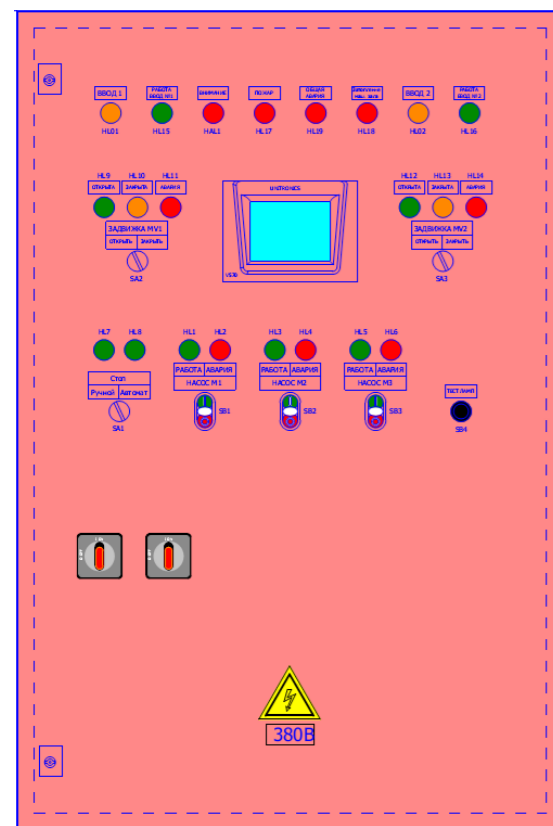 ВВОД 1
РАБОТА
ВВОД №1
ВНИМАНИЕ
ПОЖАР
ОБЩАЯ
АВАРИЯ
ВВОД 2
РАБОТА
ВВОД №2
HL01 HL15 HAL1 HL17 HL19 HL18 HL02 HL16
HL9 HL10 HL11
ОТКРЫТА ЗАКРЫТА АВАРИЯ
ЗАДВИЖКА MV1
ОТКРЫТЬ ЗАКРЫТЬ
SA2
UNITRONICS
V570
HL12 HL13 HL14
ОТКРЫТА ЗАКРЫТА АВАРИЯ
ЗАДВИЖКА MV2
ОТКРЫТЬ ЗАКРЫТЬ
SA3
HL7 HL8
Стоп
Ручной Автомат
SA1
HL1 HL2
РАБОТА АВАРИЯ
НАСОС М1
SB1
HL3 HL4
РАБОТА АВАРИЯ
НАСОС М2
SB2
HL5 HL6
РАБОТА АВАРИЯ
НАСОС М3
SB3
ТЕСТ ЛАМП
SB4
380В